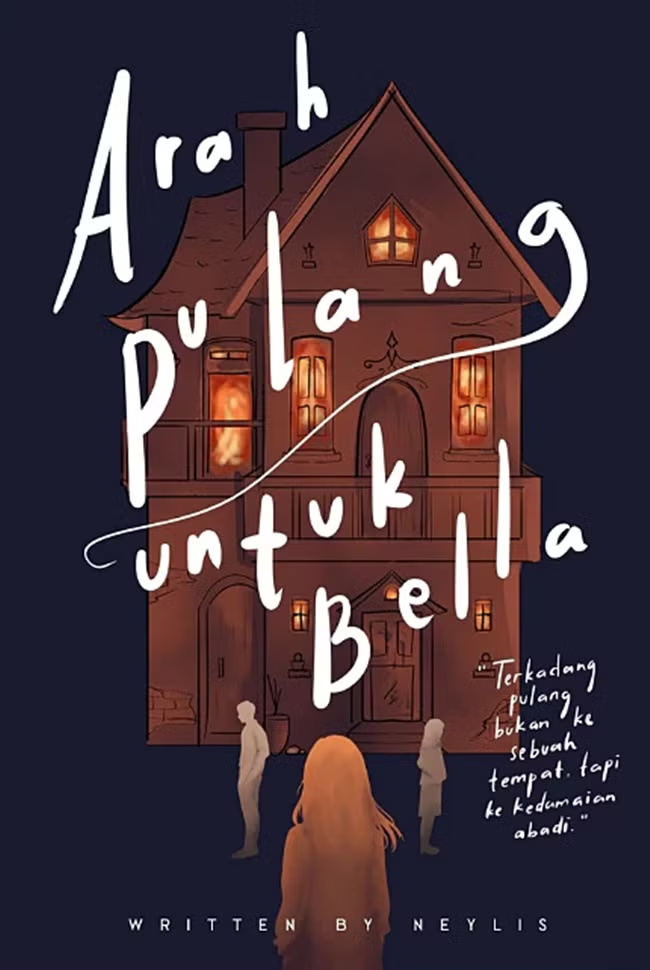 Arah
pulang
untuk
Bella
"Terkadang
pulang
bukan ke
sebuah
tempat, tapi
ke kedamaian
abadi."
WRITTEN BY NEYLIS